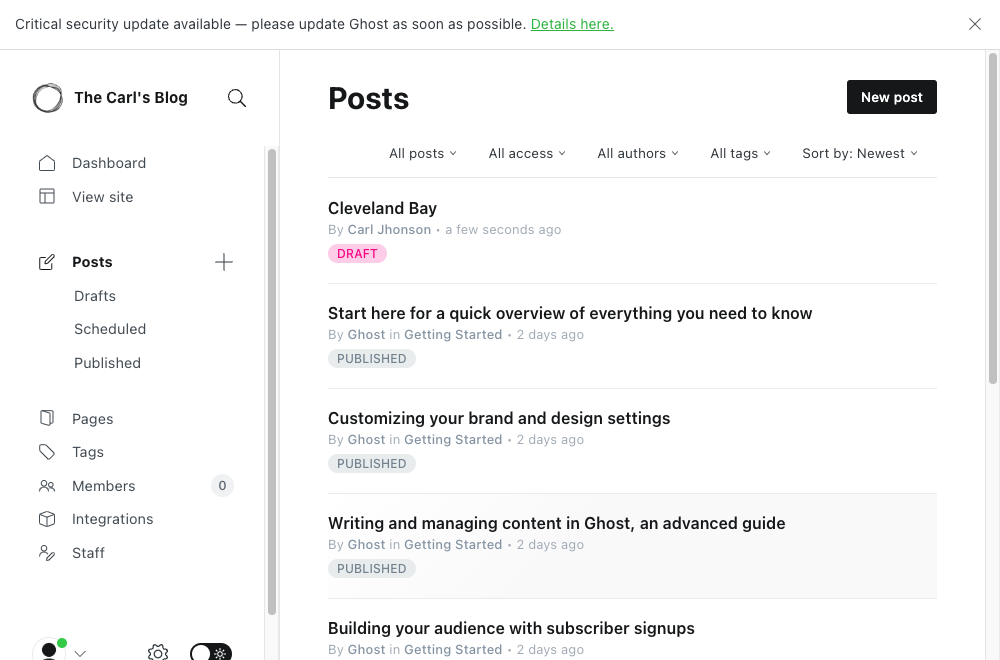 Critical security update available — please update Ghost as soon as possible. Details here.
The Carl's Blog
Dashboard
View site
Posts
Drafts
Scheduled
Published
Pages
Tags
Members 0
Integrations
Staff
Posts
New post
All posts All access All authors All tags Sort by: Newest
Cleveland Bay
By Carl Jhonson • a few seconds ago
DRAFT
Start here for a quick overview of everything you need to know
By Ghost in Getting Started • 2 days ago
PUBLISHED
Customizing your brand and design settings
By Ghost in Getting Started • 2 days ago
PUBLISHED
Writing and managing content in Ghost, an advanced guide
By Ghost in Getting Started • 2 days ago
PUBLISHED
Building your audience with subscriber signups
By Ghost in Getting Started • 2 days ago